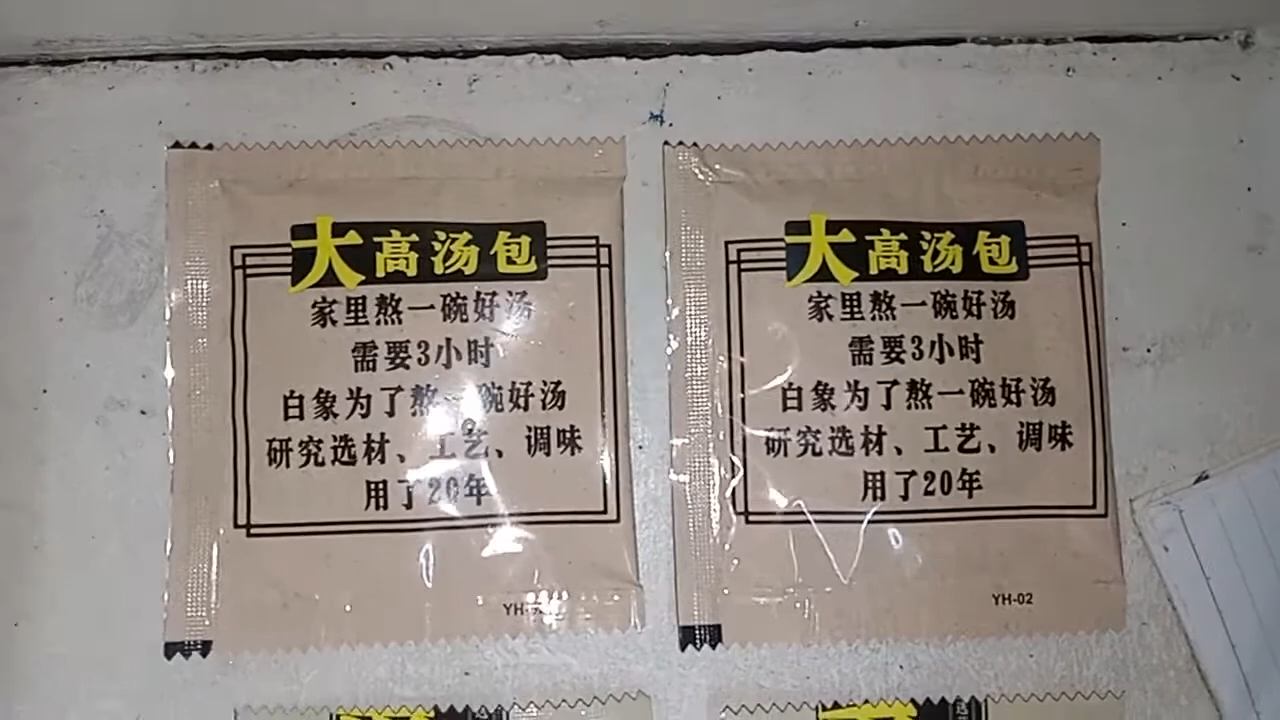 大高汤包
家里熬一碗好汤
需要3小时
白象为了熬一碗好汤
研究选材、工艺、调味
用了20年
大高汤包
家里熬一碗好汤
需要3小时
白象为了熬一碗好汤
研究选材、工艺、调味
用了20年
YH-02